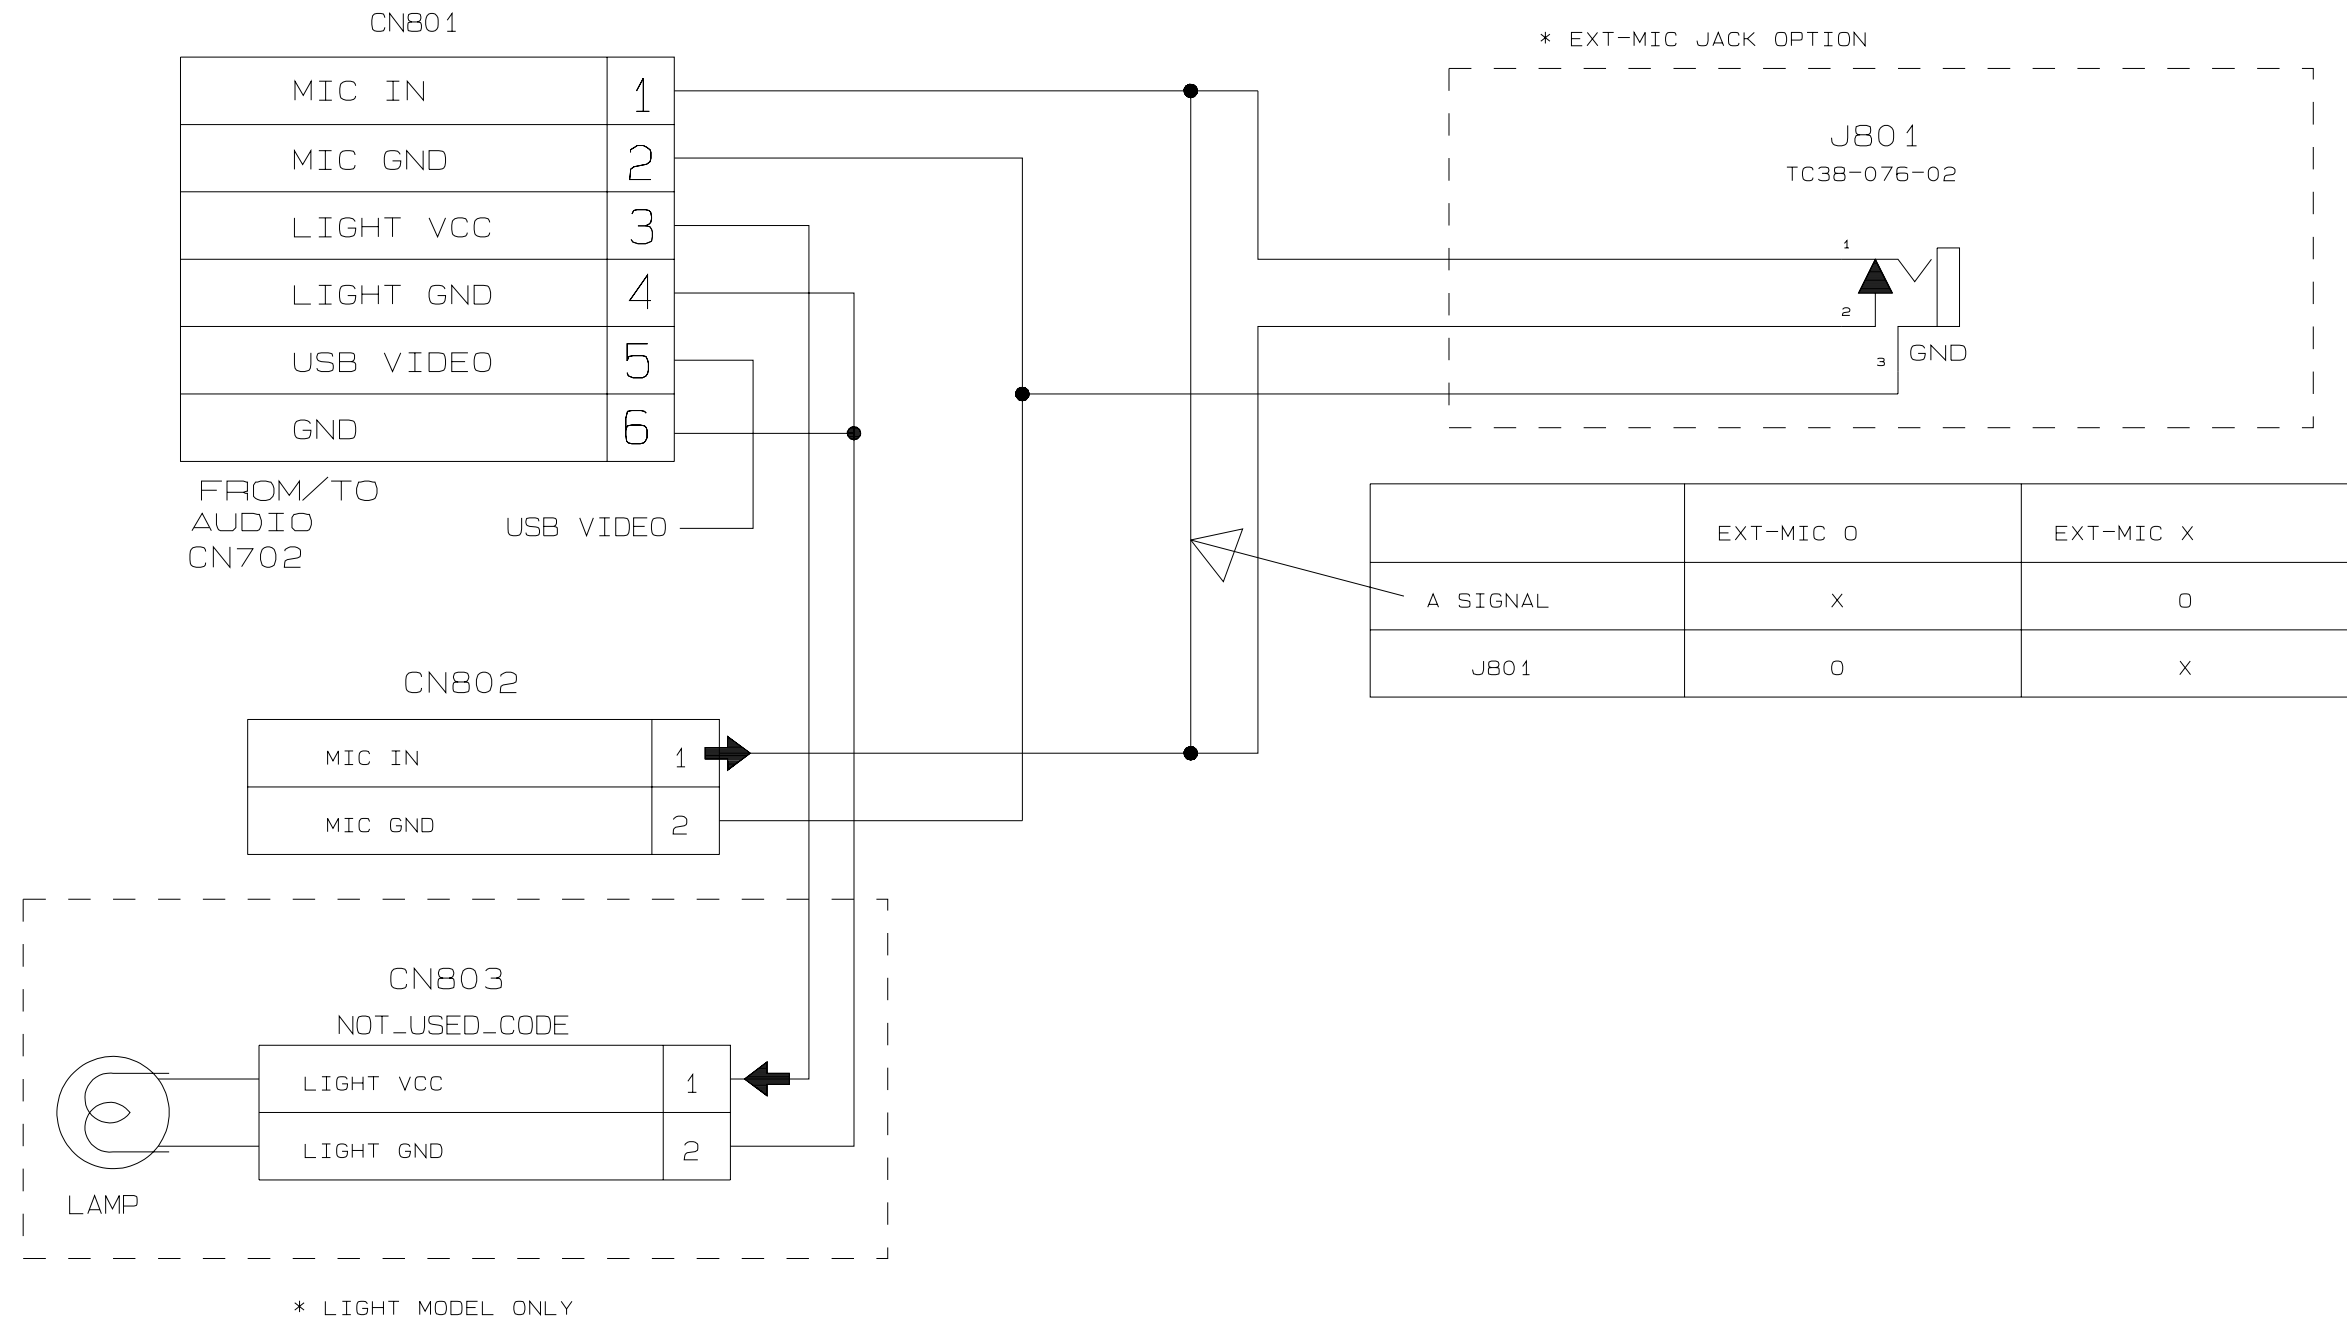 CN801
MIC IN 1
MIC GND 2
LIGHT VCC 3
LIGHT GND 4
USB VIDEO 5
GND 6
FROM/TO
AUDIO
CN702
USB VIDEO
* EXT-MIC JACK OPTION
J801
TC38-076-02
1
2
3
GND
EXT-MIC O EXT-MIC X
A SIGNAL X O
J801 O X
CN802
MIC IN 1
MIC GND 2
CN803
NOT_USED_CODE
LIGHT VCC 1
LIGHT GND 2
LAMP
* LIGHT MODEL ONLY